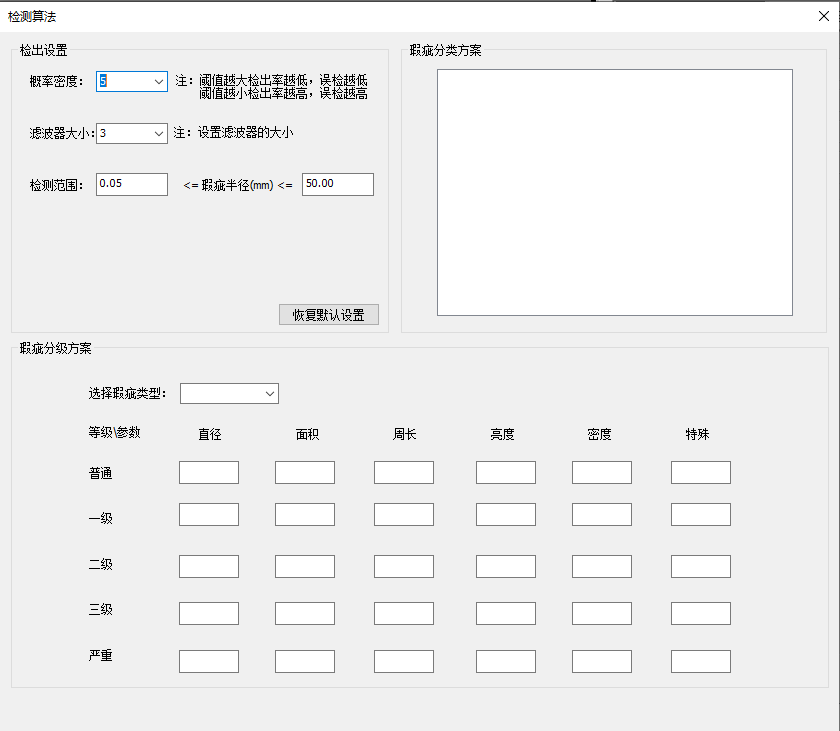 检测算法
检出设置
概率密度： 5 注：阈值越大检出率越低，误检越低
阈值越小检出率越高，误检越高
滤波器大小: 3 注：设置滤波器的大小
检测范围： 0.05 <= 瑕疵半径(mm) <= 50.00
恢复默认设置
瑕疵分类方案
瑕疵分级方案
选择瑕疵类型：
等级\参数 直径 面积 周长 亮度 密度 特殊
普通
一级
二级
三级
严重